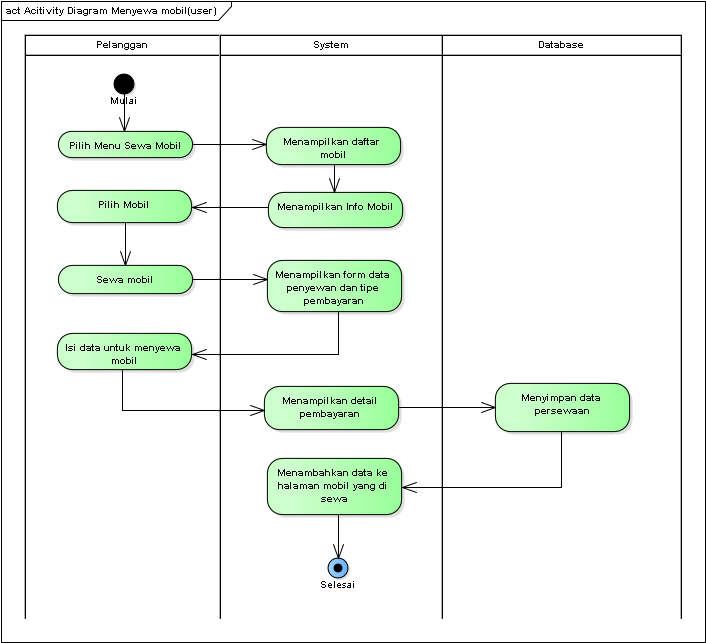 act Acitivity Diagram Menyewa mobil(user)
Pelanggan
System
Database
Mulai
Pilih Menu Sewa Mobil
Menampilkan daftar
mobil
Pilih Mobil
Menampilkan Info Mobil
Sewa mobil
Menampilkan form data
penyewan dan tipe
pembayaran
Isi data untuk menyewa
mobil
Menampilkan detail
pembayaran
Menyimpan data
persewaan
Menambahkan data ke
halaman mobil yang di
sewa
Selesai